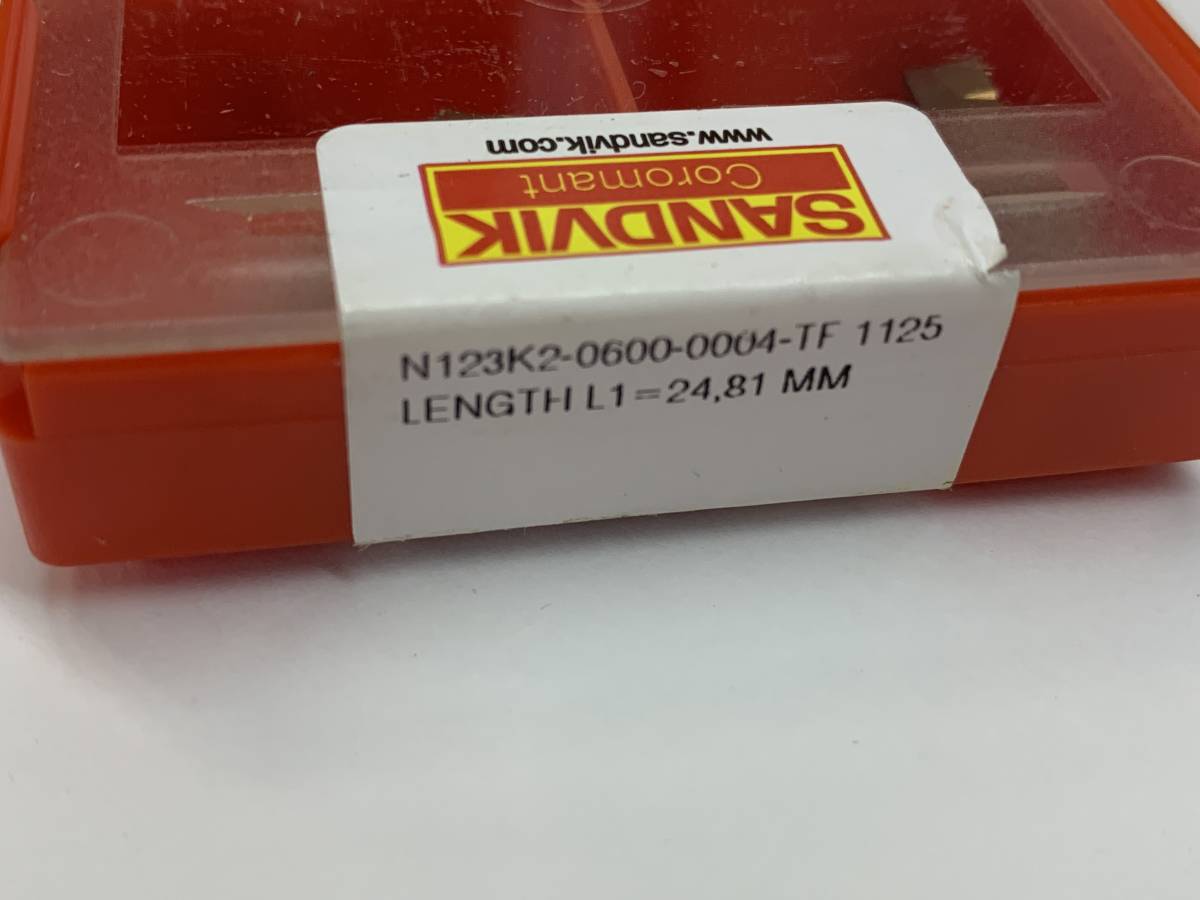 www.sandvik.com
Coromant
SANDVIK
N123K2-0600-0004-TF 1125
LENGTH L1=24,81 MM